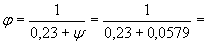 φ = 1 / (0,23 + ψ) = 1 / (0,23 + 0,0579) =